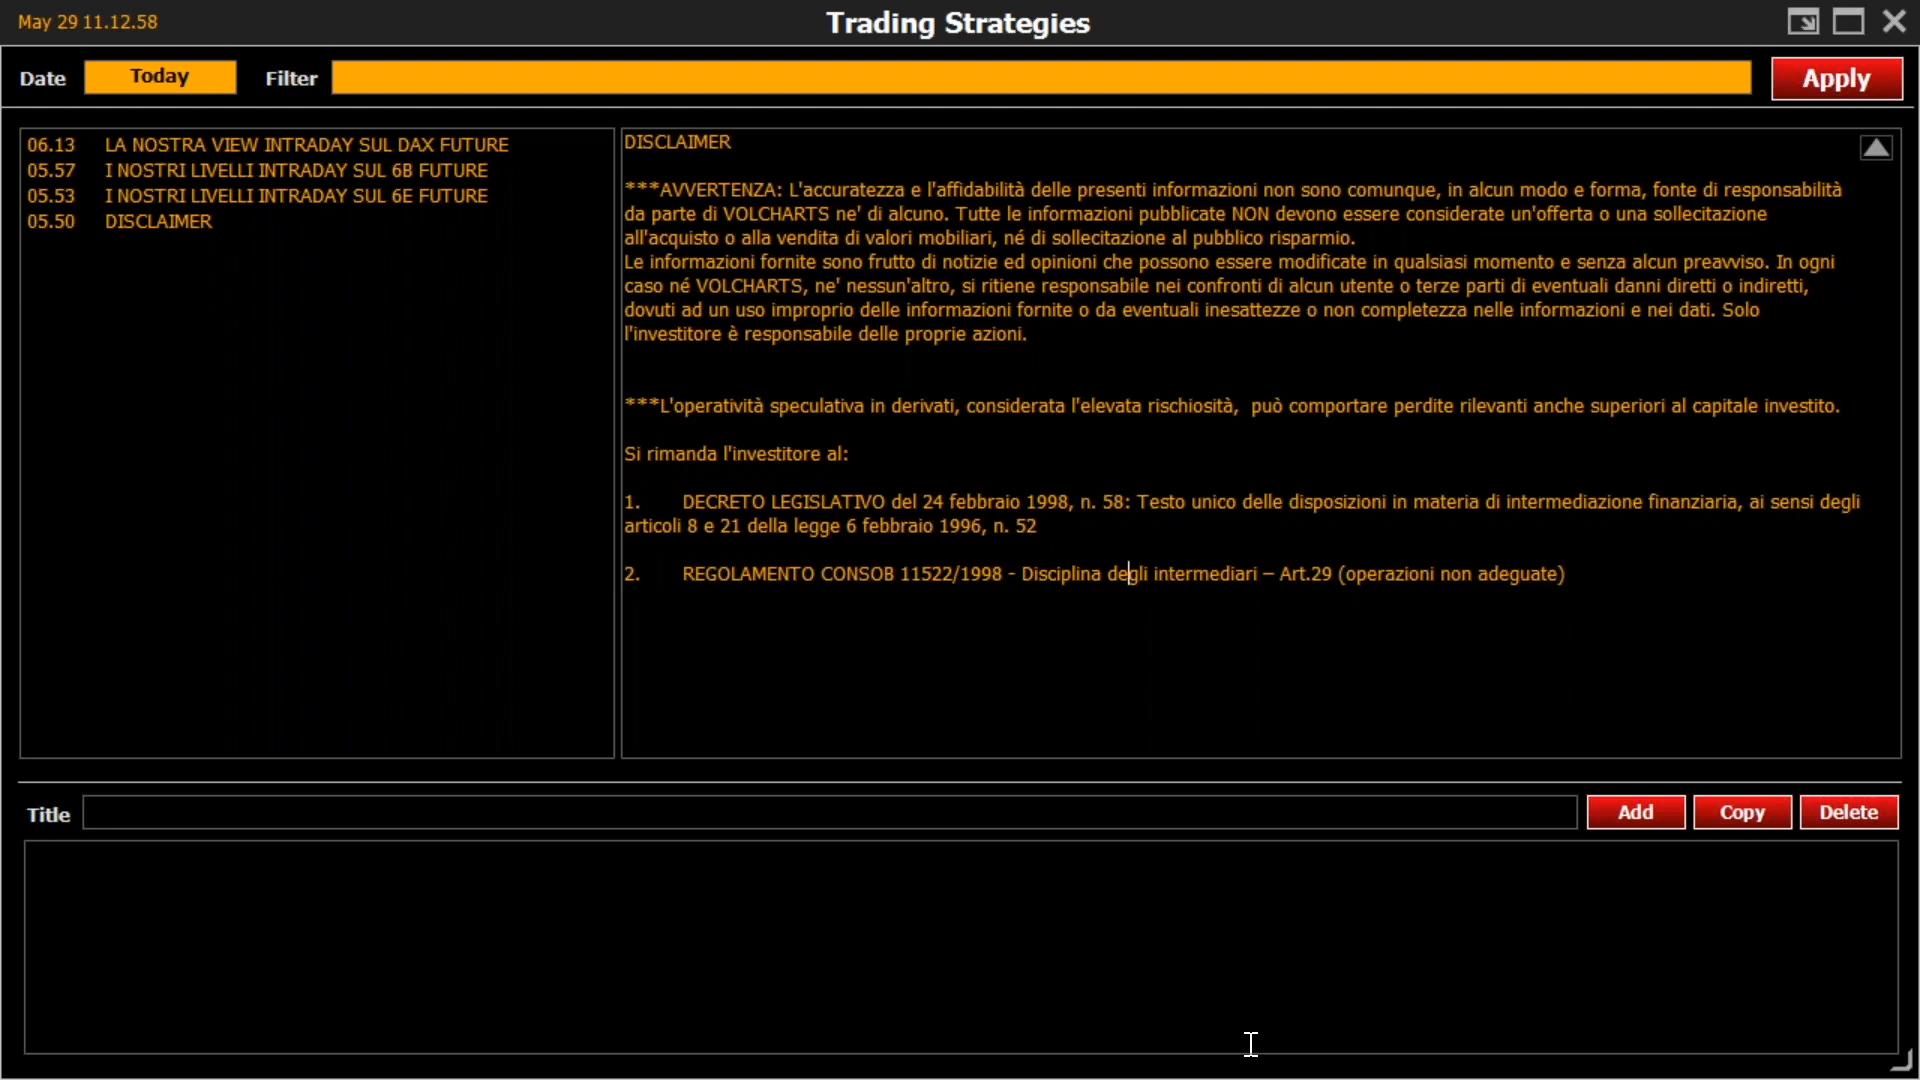 May 29 11.12.58
Trading Strategies
Date
Today
Filter
Apply
06.13 LA NOSTRA VIEW INTRADAY SUL DAX FUTURE
05.57 I NOSTRI LIVELLI INTRADAY SUL 6B FUTURE
05.53 I NOSTRI LIVELLI INTRADAY SUL 6E FUTURE
05.50 DISCLAIMER
DISCLAIMER
***AVVERTENZA: L'accuratezza e l'affidabilità delle presenti informazioni non sono comunque, in alcun modo e forma, fonte di responsabilità
da parte di VOLCHARTS ne' di alcuno. Tutte le informazioni pubblicate NON devono essere considerate un'offerta o una sollecitazione
all'acquisto o alla vendita di valori mobiliari, né di sollecitazione al pubblico risparmio.
Le informazioni fornite sono frutto di notizie ed opinioni che possono essere modificate in qualsiasi momento e senza alcun preavviso. In ogni
caso né VOLCHARTS, ne' nessun'altro, si ritiene responsabile nei confronti di alcun utente o terze parti di eventuali danni diretti o indiretti,
dovuti ad un uso improprio delle informazioni fornite o da eventuali inesattezze o non completezza nelle informazioni e nei dati. Solo
l'investitore è responsabile delle proprie azioni.
***L'operatività speculativa in derivati, considerata l'elevata rischiosità, può comportare perdite rilevanti anche superiori al capitale investito.
Si rimanda l'investitore al:
1. DECRETO LEGISLATIVO del 24 febbraio 1998, n. 58: Testo unico delle disposizioni in materia di intermediazione finanziaria, ai sensi degli
articoli 8 e 21 della legge 6 febbraio 1996, n. 52
2. REGOLAMENTO CONSOB 11522/1998 - Disciplina degli intermediari – Art.29 (operazioni non adeguate)
Title
Add
Copy
Delete